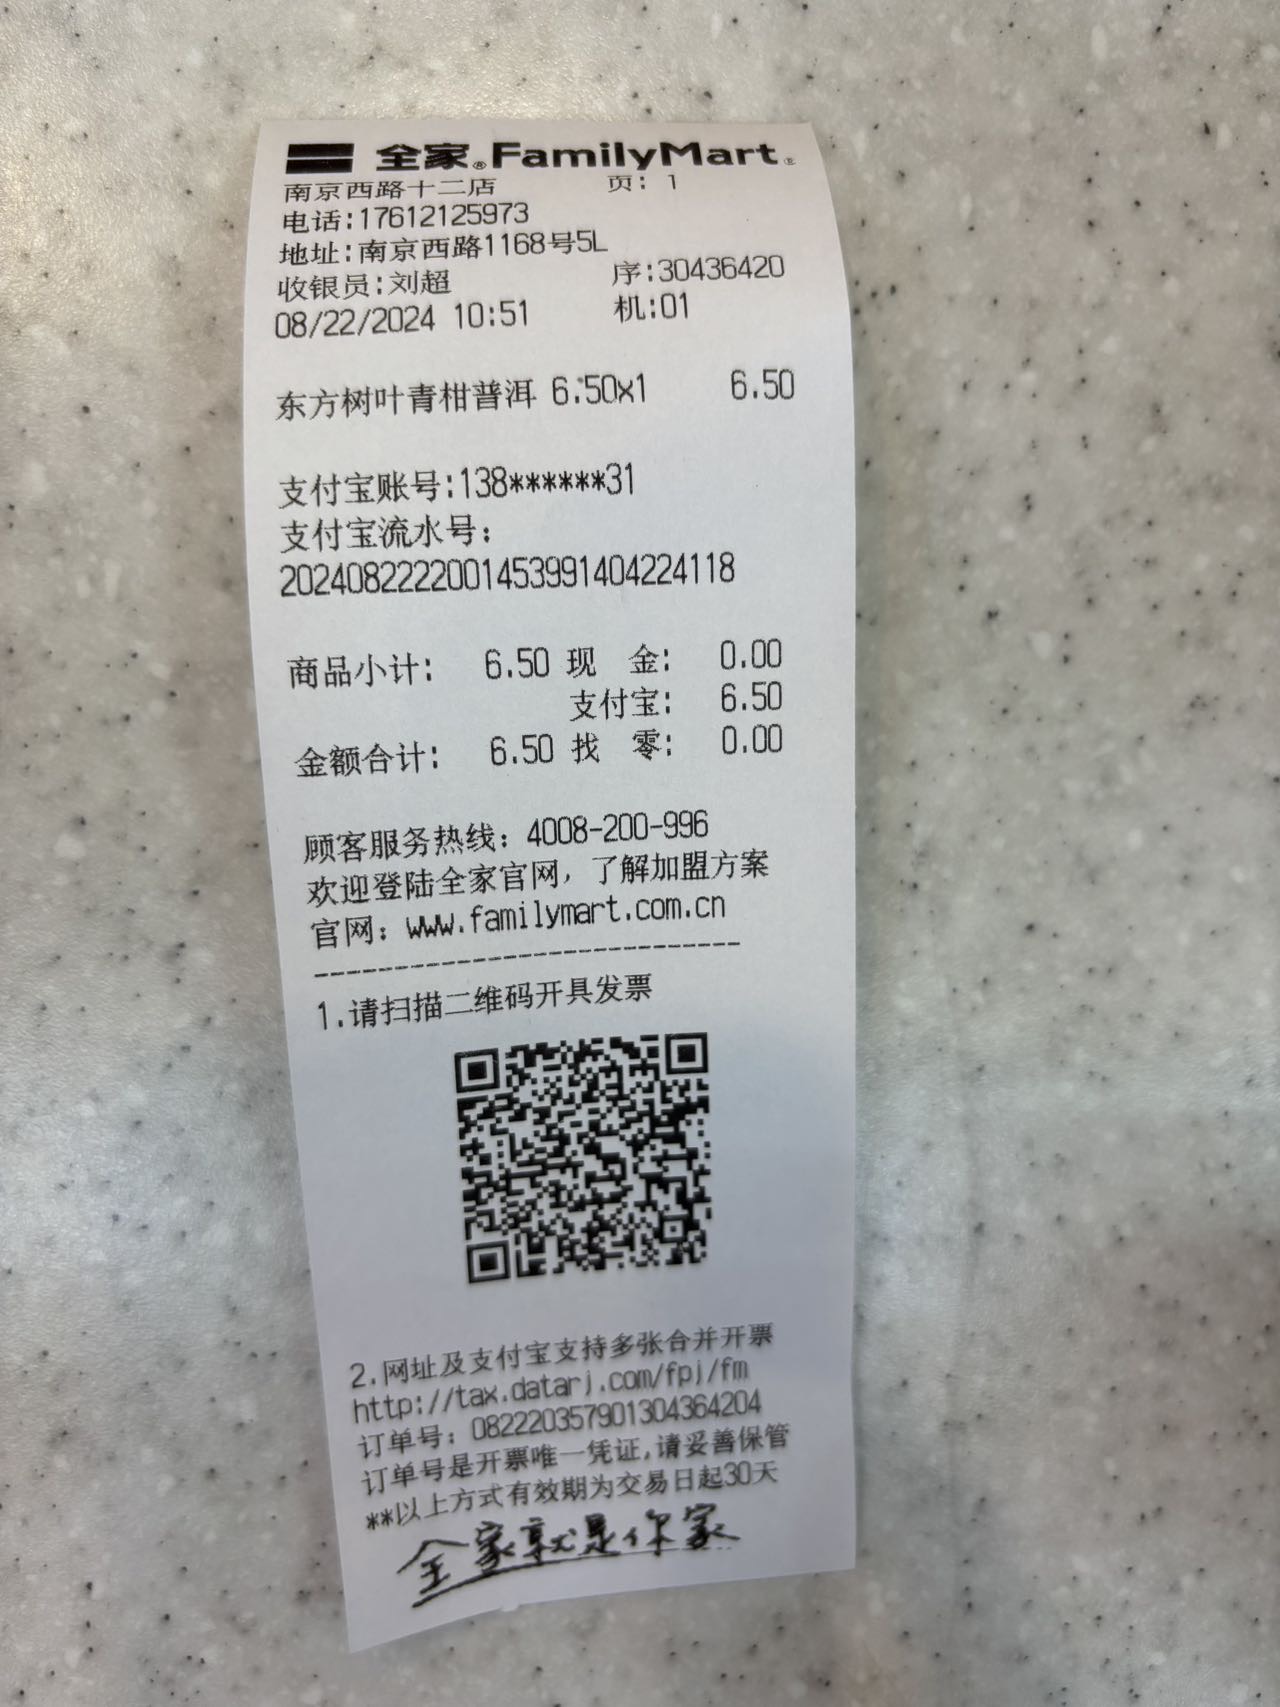 全家®FamilyMart®
南京西路十二店 页: 1
电话:17612125973
地址:南京西路1168号5L
收银员:刘超 序:30436420
08/22/2024 10:51 机:01
东方树叶青柑普洱 6.50x1 6.50
支付宝账号:138******31
支付宝流水号:
2024082222001453991404224118
商品小计: 6.50 现 金: 0.00
支付宝: 6.50
金额合计: 6.50 找 零: 0.00
顾客服务热线: 4008-200-996
欢迎登陆全家官网，了解加盟方案
官网: www.familymart.com.cn
----------------------------
1.请扫描二维码开具发票
2.网址及支付宝支持多张合并开票
http://tax.datarj.com/fpj/fm
订单号: 0822203579013043642​04
订单号是开票唯一凭证,请妥善保管
**以上方式有效期为交易日起30天
全家就是你家